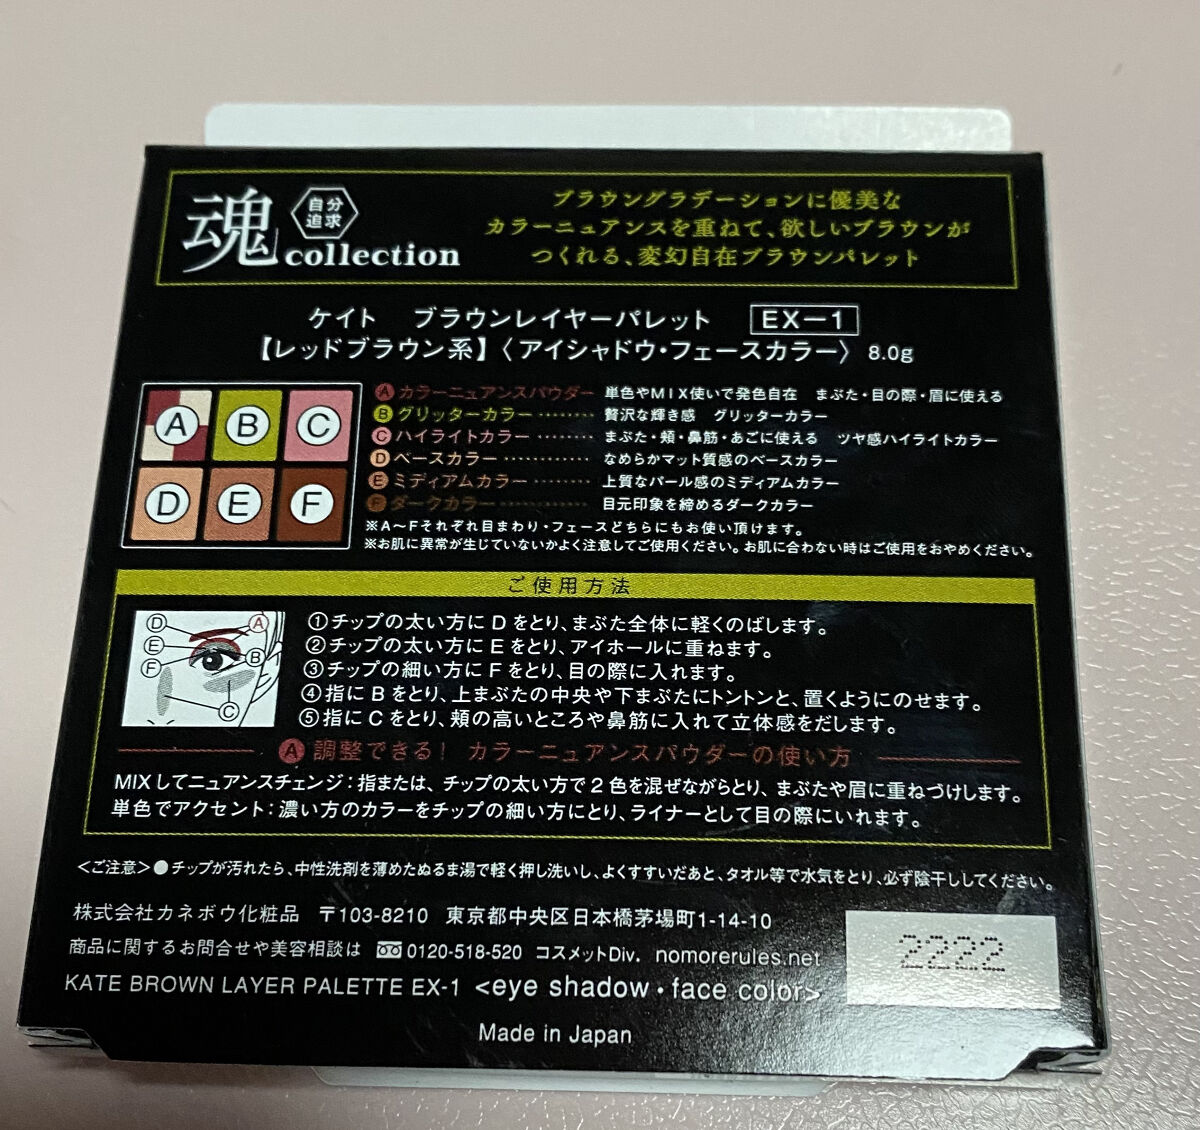 魂 自分追求 collection
ブラウングラデーションに優美な
カラーニュアンスを重ねて、欲しいブラウンが
つくれる、変幻自在ブラウンパレット
ケイト ブラウンレイヤーパレット EX-1
【レッドブラウン系】〈アイシャドウ・フェースカラー〉 8.0g
A B C
D E F
Ⓐカラーニュアンスパウダー 単色やMIX使いで発色自在 まぶた・目の際・眉に使える
Ⓑグリッターカラー ……… 贅沢な輝き感 グリッターカラー
Ⓒハイライトカラー ……… まぶた・頬・鼻筋・あごに使える ツヤ感ハイライトカラー
Ⓓベースカラー ………… なめらかマット質感のベースカラー
Ⓔミディアムカラー ……… 上質なパール感のミディアムカラー
Ⓕダークカラー ………… 目元印象を締めるダークカラー
※A〜Fそれぞれ目まわり・フェースどちらにもお使い頂けます。
※お肌に異常が生じていないかよく注意してご使用ください。お肌に合わない時はご使用をおやめください。
ご使用方法
D A
E
F B
C
①チップの太い方に D をとり、まぶた全体に軽くのばします。
②チップの太い方に E をとり、アイホールに重ねます。
③チップの細い方に F をとり、目の際に入れます。
④指に B をとり、上まぶたの中央や下まぶたにトントンと、置くようにのせます。
⑤指に C をとり、頬の高いところや鼻筋に入れて立体感をだします。
Ⓐ 調整できる! カラーニュアンスパウダーの使い方
MIXしてニュアンスチェンジ：指または、チップの太い方で2色を混ぜながらとり、まぶたや眉に重ねづけします。
単色でアクセント：濃い方のカラーをチップの細い方にとり、ライナーとして目の際にいれます。
<ご注意>●チップが汚れたら、中性洗剤を薄めたぬるま湯で軽く押し洗いし、よくすすいだあと、タオル等で水気をとり、必ず陰干ししてください。
株式会社カネボウ化粧品 〒103-8210 東京都中央区日本橋茅場町1-14-10
商品に関するお問合せや美容相談は 0120-518-520 コスメットDiv. nomorerules.net
KATE BROWN LAYER PALETTE EX-1 <eye shadow・face color>
2222
Made in Japan